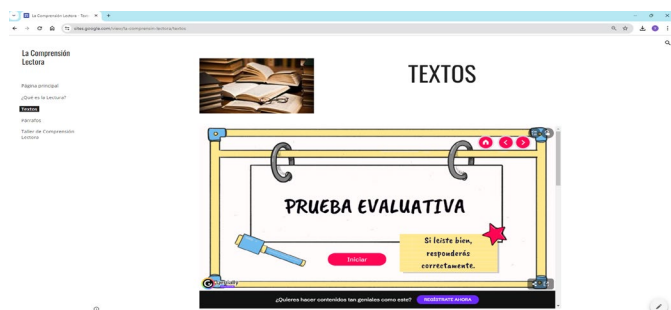 La Comprensión Lectora - Text
sites.google.com/view/la-comprension-lectora/textos
La Comprensión
Lectora
Página principal
¿Qué es la Lectura?
Textos
Párrafos
Taller de Comprensión
Lectora
TEXTOS
PRUEBA EVALUATIVA
Si leiste bien,
responderás
correctamente.
Iniciar
Genially
¿Quieres hacer contenidos tan geniales como este?
REGÍSTRATE AHORA